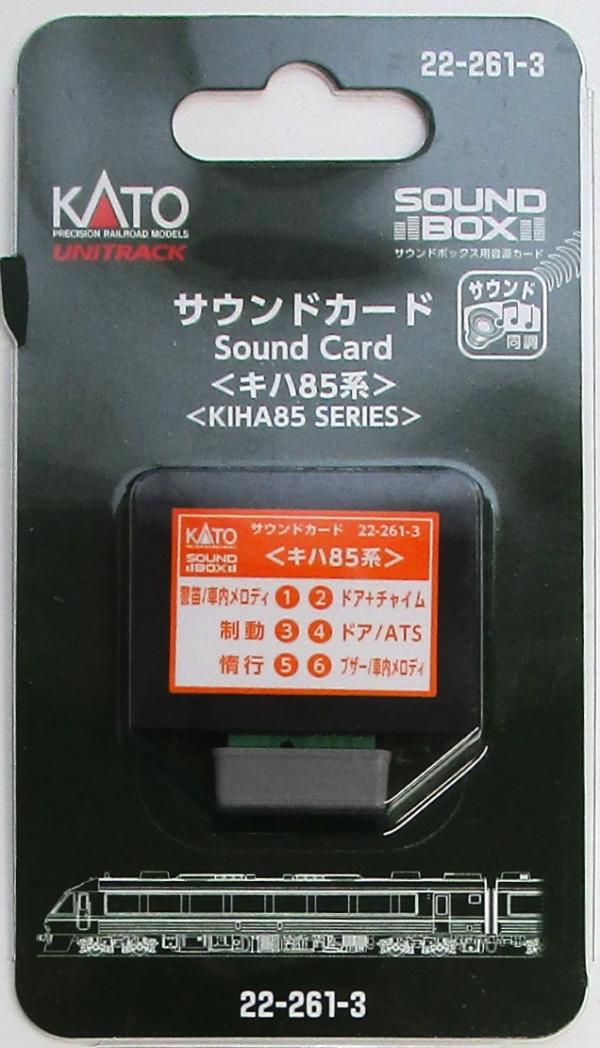 22-261-3
KATO
PRECISION RAILROAD MODELS
UNITRACK
SOUND
BOX
サウンドボックス用音源カード
サウンド
同調
サウンドカード
Sound Card
<キハ85系>
<KIHA85 SERIES>
KATO サウンドカード 22-261-3
SOUND
BOX
<キハ85系>
警笛/車内メロディ 1 2 ドア+チャイム
制動 3 4 ドア/ATS
惰行 5 6 ブザー/車内メロディ
22-261-3